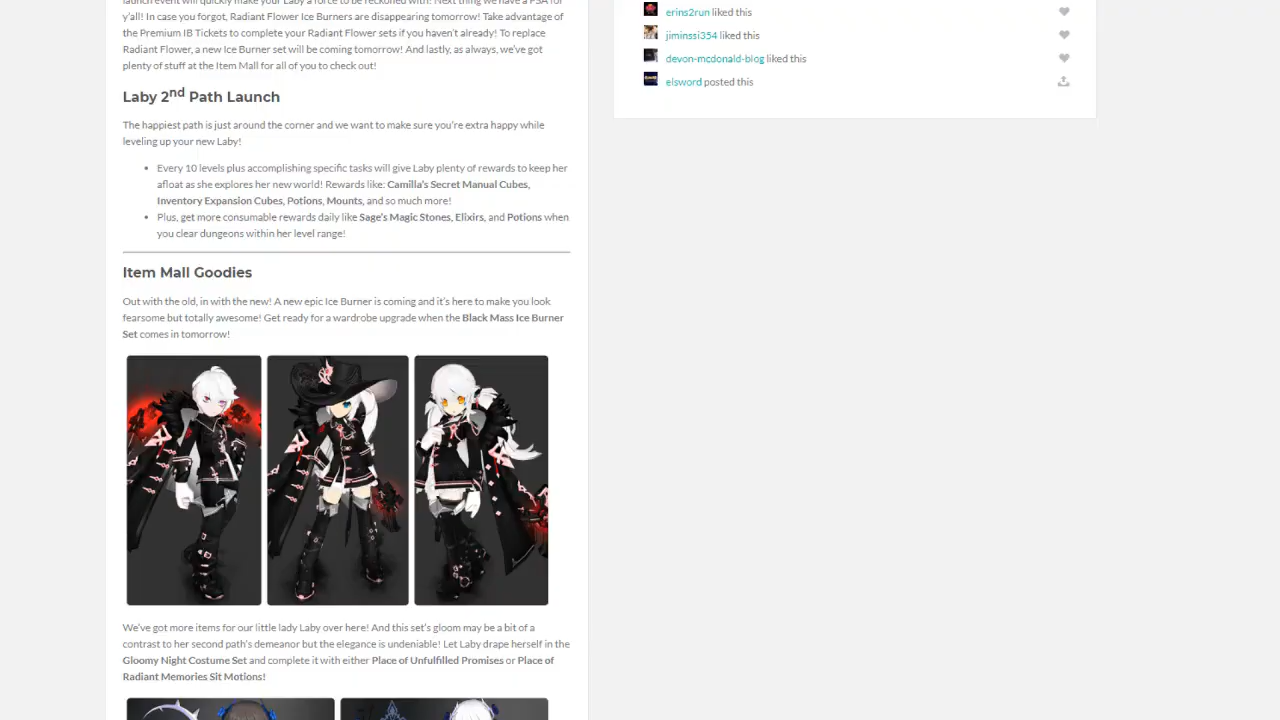 launch event will quickly make your Laby a force to be reckoned with! Next thing we have a PSA for
y'all! In case you forgot, Radiant Flower Ice Burners are disappearing tomorrow! Take advantage of
the Premium IB Tickets to complete your Radiant Flower sets if you haven't already! To replace
Radiant Flower, a new Ice Burner set will be coming tomorrow! And lastly, as always, we've got
plenty of stuff at the Item Mall for all of you to check out!
Laby 2nd Path Launch
The happiest path is just around the corner and we want to make sure you're extra happy while
leveling up your new Laby!
• Every 10 levels plus accomplishing specific tasks will give Laby plenty of rewards to keep her
afloat as she explores her new world! Rewards like: Camilla's Secret Manual Cubes,
Inventory Expansion Cubes, Potions, Mounts, and so much more!
• Plus, get more consumable rewards daily like Sage's Magic Stones, Elixirs, and Potions when
you clear dungeons within her level range!
Item Mall Goodies
Out with the old, in with the new! A new epic Ice Burner is coming and it's here to make you look
fearsome but totally awesome! Get ready for a wardrobe upgrade when the Black Mass Ice Burner
Set comes in tomorrow!
We've got more items for our little lady Laby over here! And this set's gloom may be a bit of a
contrast to her second path's demeanor but the elegance is undeniable! Let Laby drape herself in the
Gloomy Night Costume Set and complete it with either Place of Unfulfilled Promises or Place of
Radiant Memories Sit Motions!
erins2run liked this
jiminssi354 liked this
devon-mcdonald-blog liked this
elsword posted this